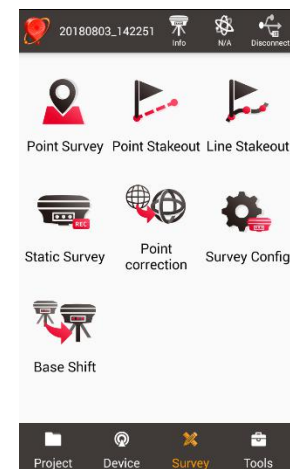 20180803_142251 Info N/A Disconnect
Point Survey Point Stakeout Line Stakeout
REC
Static Survey Point correction Survey Config
Base Shift
Project Device Survey Tools